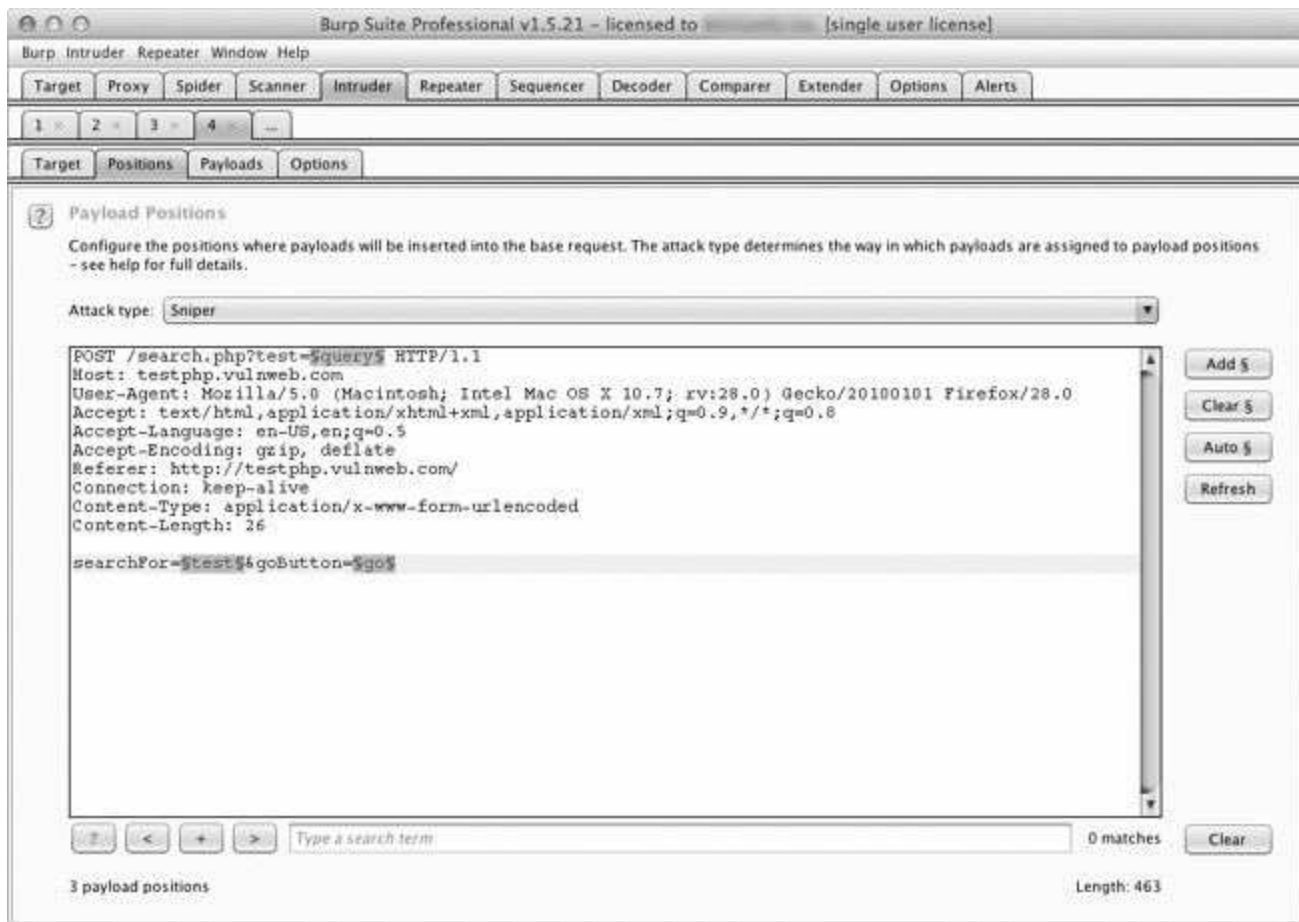 Burp Suite Professional v1.5.21 – licensed to [single user license]
Burp Intruder Repeater Window Help
Target Proxy Spider Scanner Intruder Repeater Sequencer Decoder Comparer Extender Options Alerts
1 × 2 × 3 × 4 × ...
Target Positions Payloads Options
? Payload Positions
Configure the positions where payloads will be inserted into the base request. The attack type determines the way in which payloads are assigned to payload positions
– see help for full details.
Attack type: Sniper
POST /search.php?test=§query§ HTTP/1.1
Host: testphp.vulnweb.com
User-Agent: Mozilla/5.0 (Macintosh; Intel Mac OS X 10.7; rv:28.0) Gecko/20100101 Firefox/28.0
Accept: text/html,application/xhtml+xml,application/xml;q=0.9,*/*;q=0.8
Accept-Language: en-US,en;q=0.5
Accept-Encoding: gzip, deflate
Referer: http://testphp.vulnweb.com/
Connection: keep-alive
Content-Type: application/x-www-form-urlencoded
Content-Length: 26
searchFor=§test§&goButton=§go§
Add §
Clear §
Auto §
Refresh
? < + > Type a search term 0 matches Clear
3 payload positions Length: 463